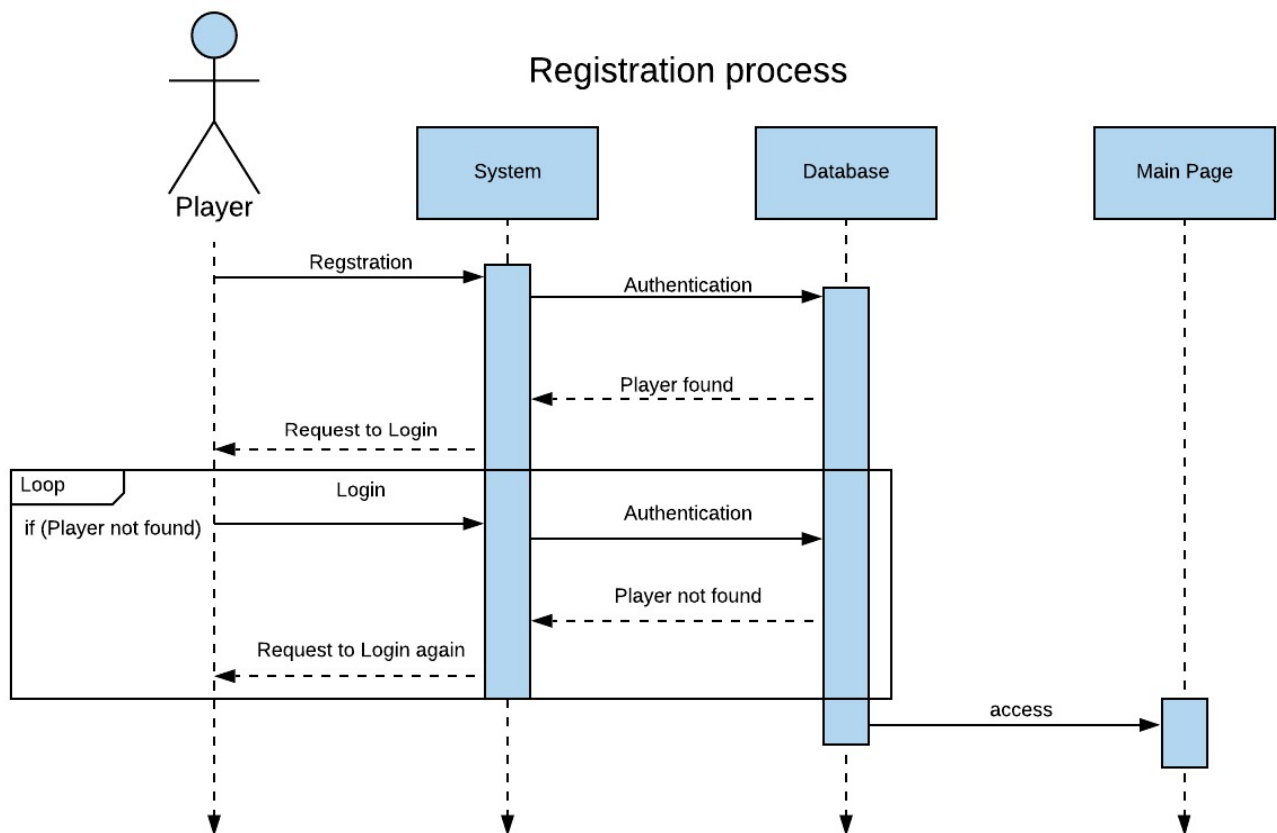 Registration process
Player
System
Database
Main Page
Regstration
Authentication
Player found
Request to Login
Loop
Login
if (Player not found)
Authentication
Player not found
Request to Login again
access